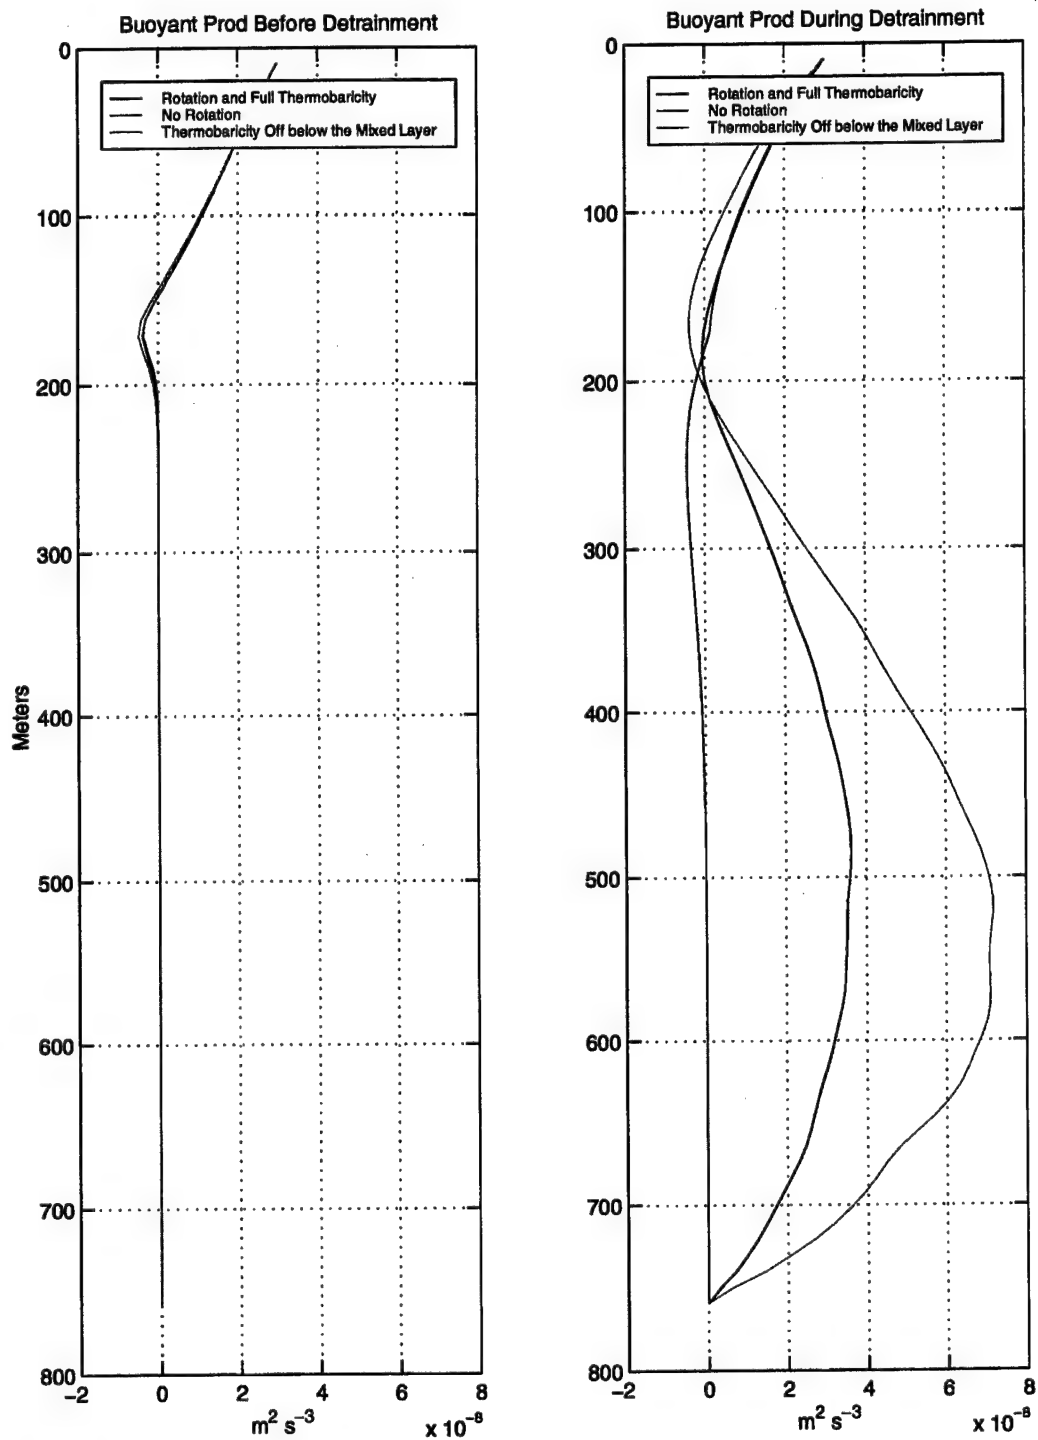 Buoyant Prod Before Detrainment
0
Rotation and Full Thermobaricity
No Rotation
Thermobaricity Off below the Mixed Layer
100
200
300
Meters
400
500
600
700
800
−2 0 2 4 6 8
m² s⁻³
x 10⁻⁸
Buoyant Prod During Detrainment
0
Rotation and Full Thermobaricity
No Rotation
Thermobaricity Off below the Mixed Layer
100
200
300
400
500
600
700
800
−2 0 2 4 6 8
m² s⁻³
x 10⁻⁸